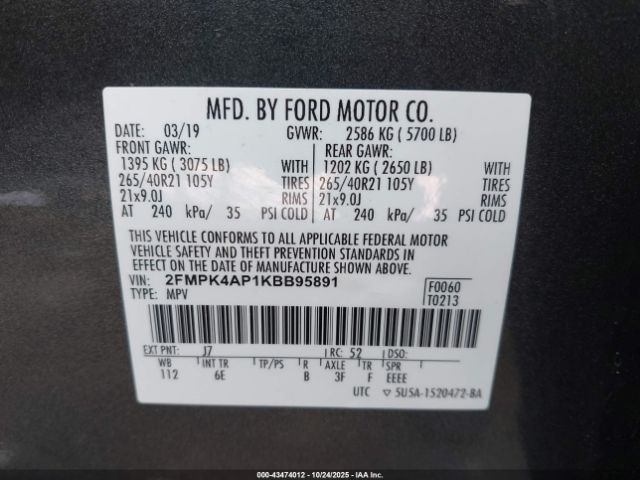 MFD. BY FORD MOTOR CO.
DATE: 03/19 GVWR: 2586 KG ( 5700 LB)
FRONT GAWR: REAR GAWR:
1395 KG ( 3075 LB) WITH 1202 KG ( 2650 LB) WITH
265/40R21 105Y TIRES 265/40R21 105Y TIRES
21x9.0J RIMS 21x9.0J RIMS
AT 240 kPa/ 35 PSI COLD AT 240 kPa/ 35 PSI COLD
THIS VEHICLE CONFORMS TO ALL APPLICABLE FEDERAL MOTOR
VEHICLE SAFETY AND THEFT PREVENTION STANDARDS IN
EFFECT ON THE DATE OF MANUFACTURE SHOWN ABOVE.
VIN: 2FMPK4AP1KBB95891 F0060
TYPE: MPV T0213
EXT PNT: J7 RC: 52 DSO:
WB INT TR TP/PS R AXLE TR SPR
112 6E B 3F F EEEE
UTC ▽ 5USA-1520472-BA
000-43474012 - 10/24/2025 - IAA Inc.